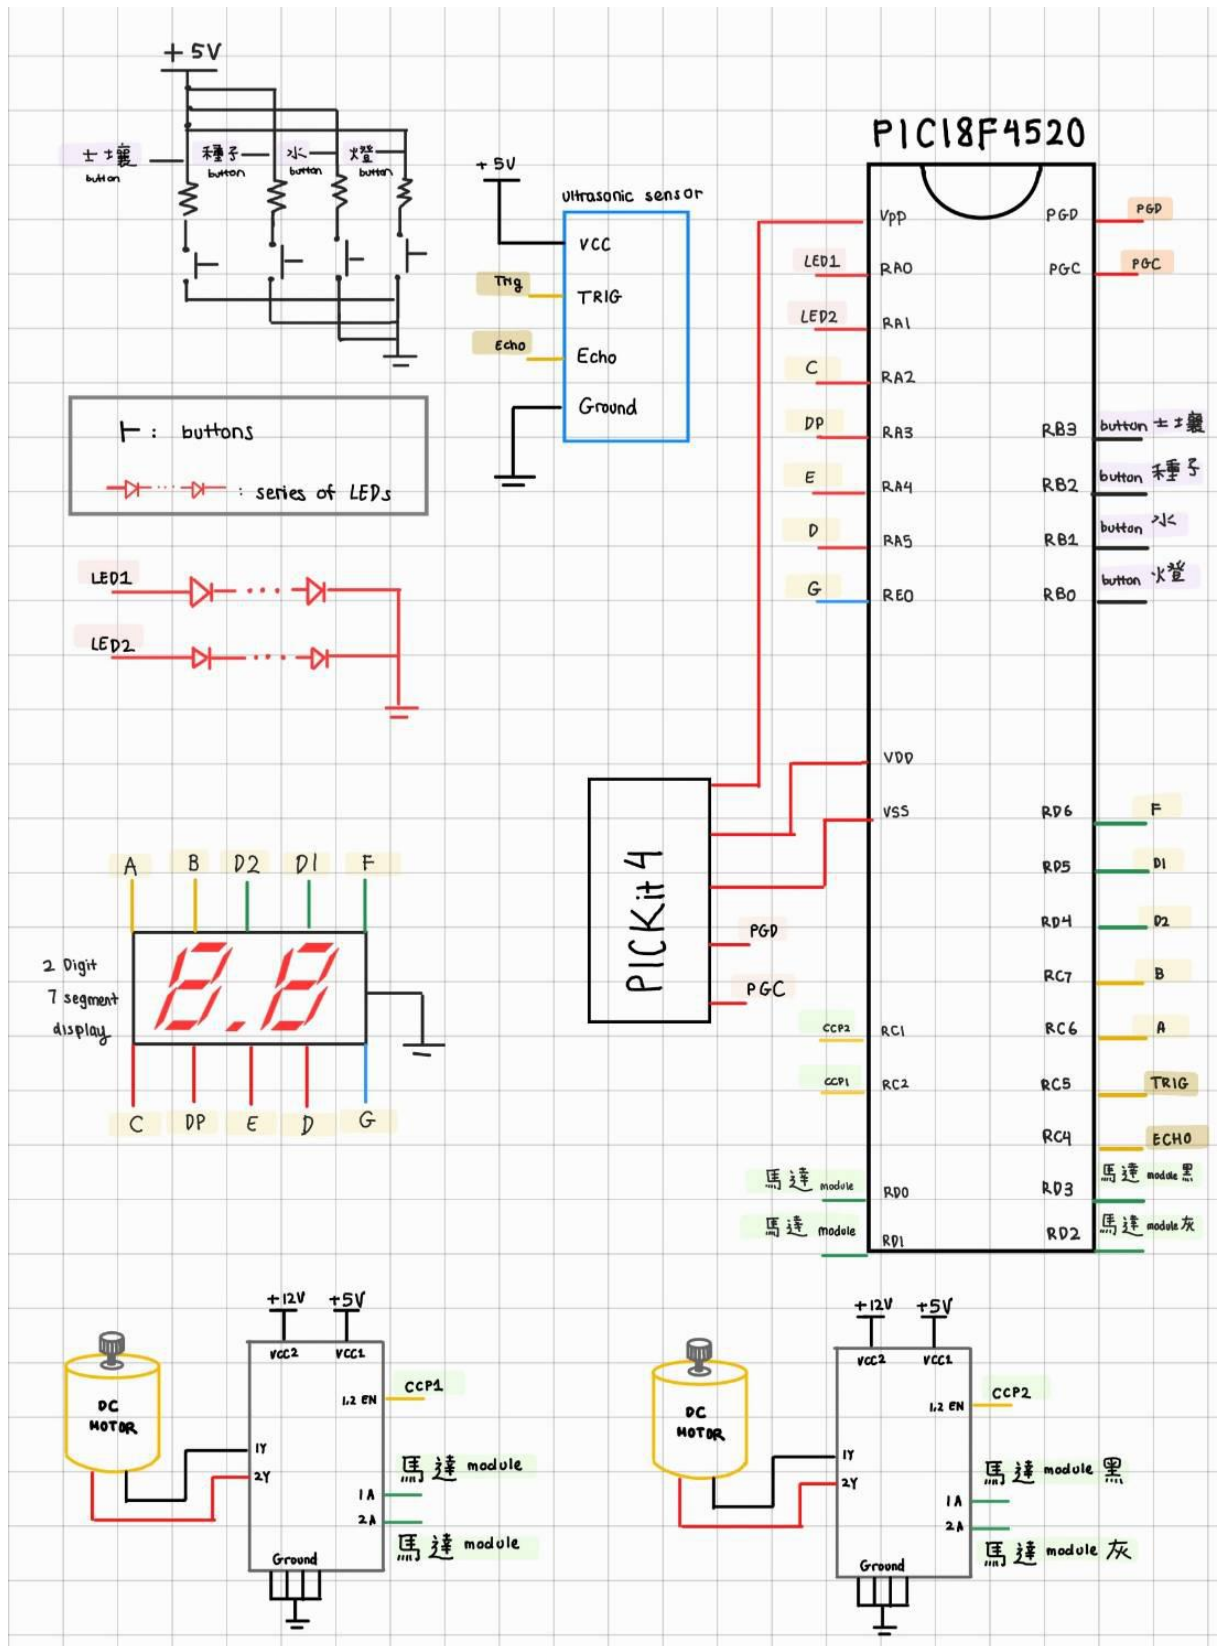 +5V
土壤 button
種子 button
水 button
燈 button
+5V
ultrasonic sensor
VCC
Trig
TRIG
Echo
Echo
Ground
: buttons
: series of LEDs
LED1
LED2
A
B
D2
D1
F
2 Digit
7 segment
display
8.8
C
DP
E
D
G
PICKit 4
PGD
PGC
PIC18F4520
Vpp
LED1
RA0
LED2
RA1
C
RA2
DP
RA3
E
RA4
D
RA5
G
RE0
VDD
VSS
CCP2
RC1
CCP1
RC2
馬達 module
RD0
馬達 module
RD1
PGD
PGD
PGC
PGC
RB3
button 土壤
RB2
button 種子
RB1
button 水
RB0
button 燈
RD6
F
RD5
D1
RD4
D2
RC7
B
RC6
A
RC5
TRIG
RC4
ECHO
RD3
馬達 module 黑
RD2
馬達 module 灰
+12V
+5V
VCC2
VCC1
DC
MOTOR
1,2 EN
CCP1
1Y
2Y
馬達 module
1A
2A
馬達 module
Ground
+12V
+5V
VCC2
VCC1
DC
MOTOR
1,2 EN
CCP2
1Y
2Y
馬達 module 黑
1A
2A
馬達 module 灰
Ground